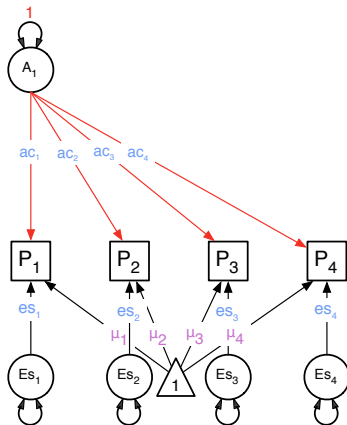 1
A₁
ac₁ ac₂ ac₃ ac₄
P₁ P₂ P₃ P₄
es₁ es₂ es₃ es₄
μ₁ μ₂ μ₃ μ₄
Es₁ Es₂ 1 Es₃ Es₄